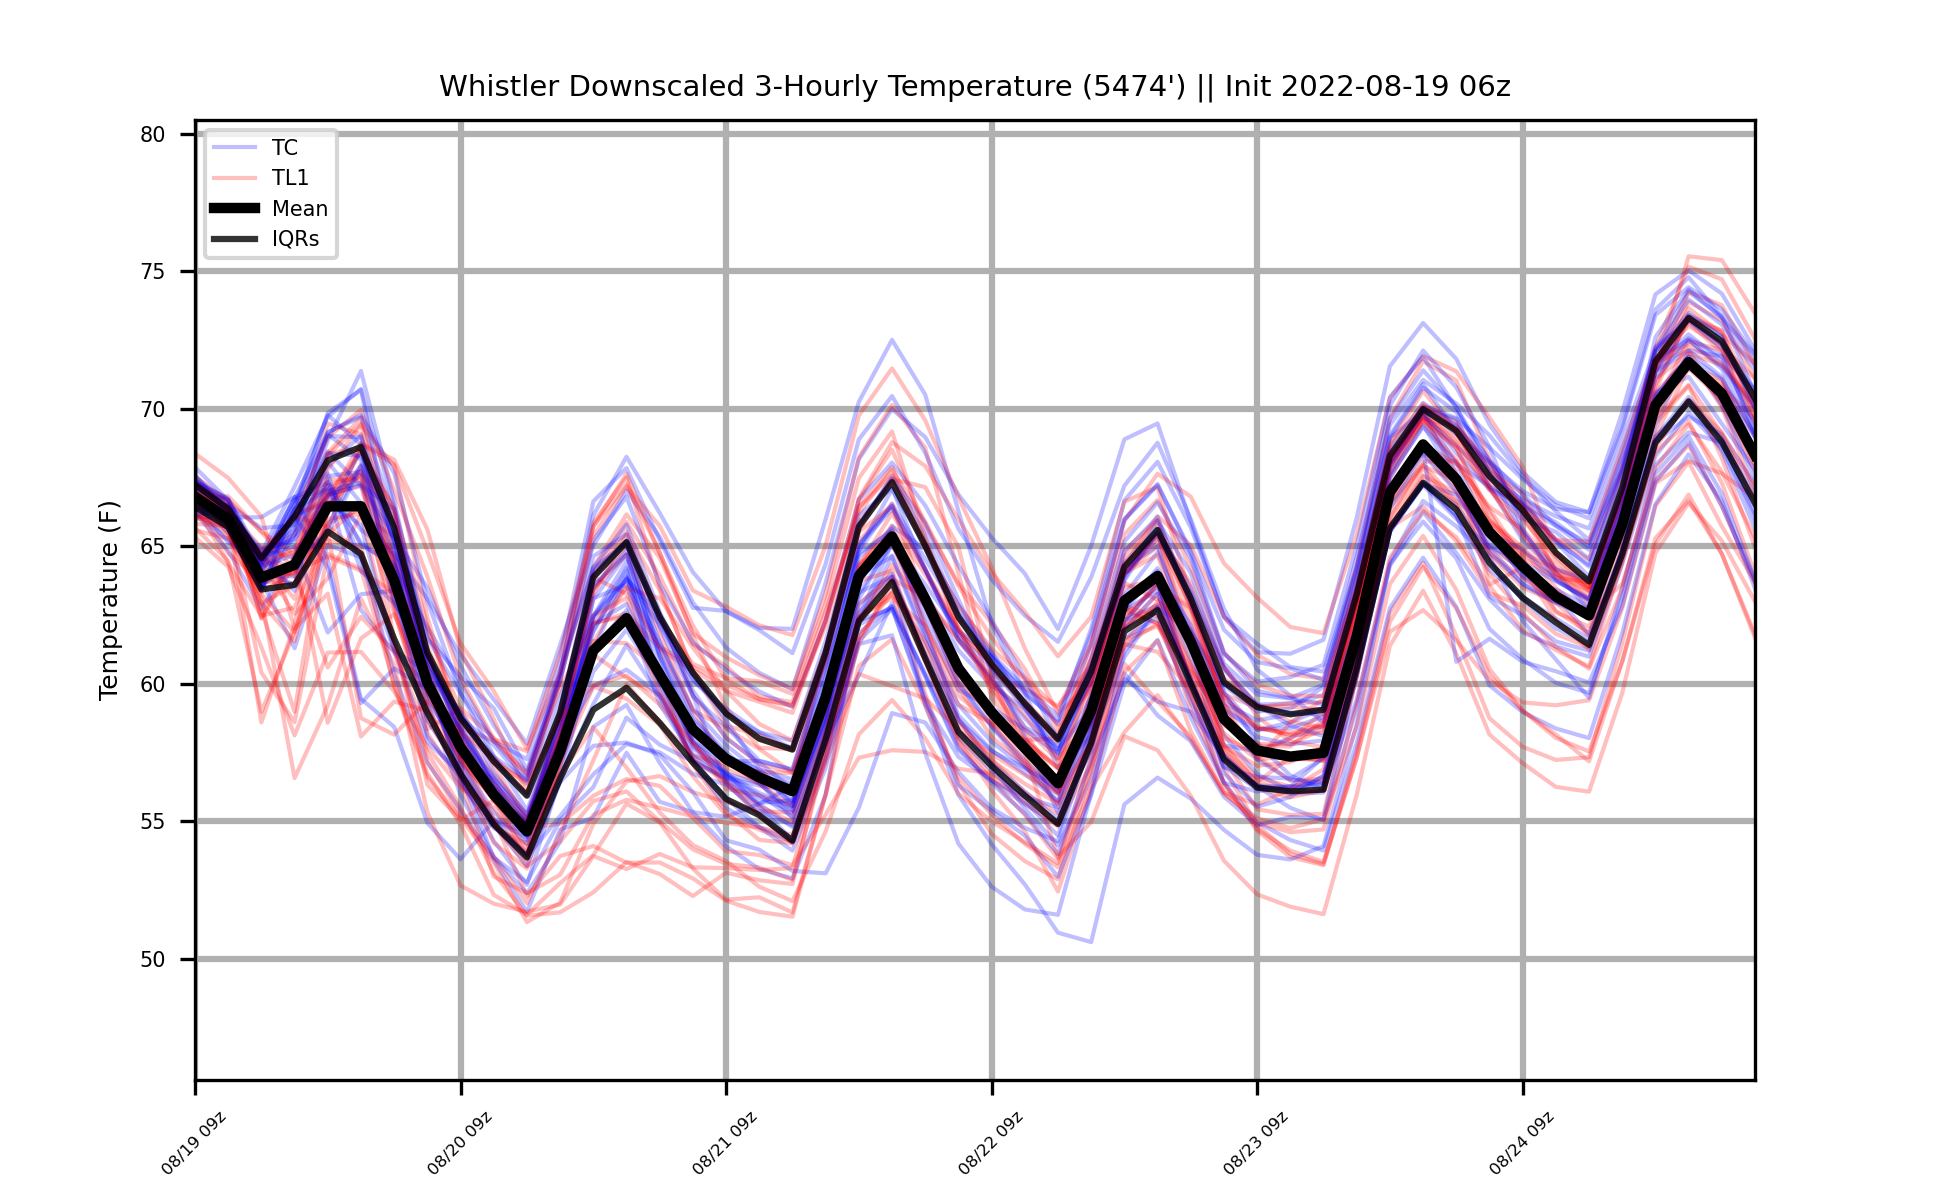 Whistler Downscaled 3-Hourly Temperature (5474') || Init 2022-08-19 06z
TC
TL1
Mean
IQRs
Temperature (F)
80
75
70
65
60
55
50
08/19 09z
08/20 09z
08/21 09z
08/22 09z
08/23 09z
08/24 09z